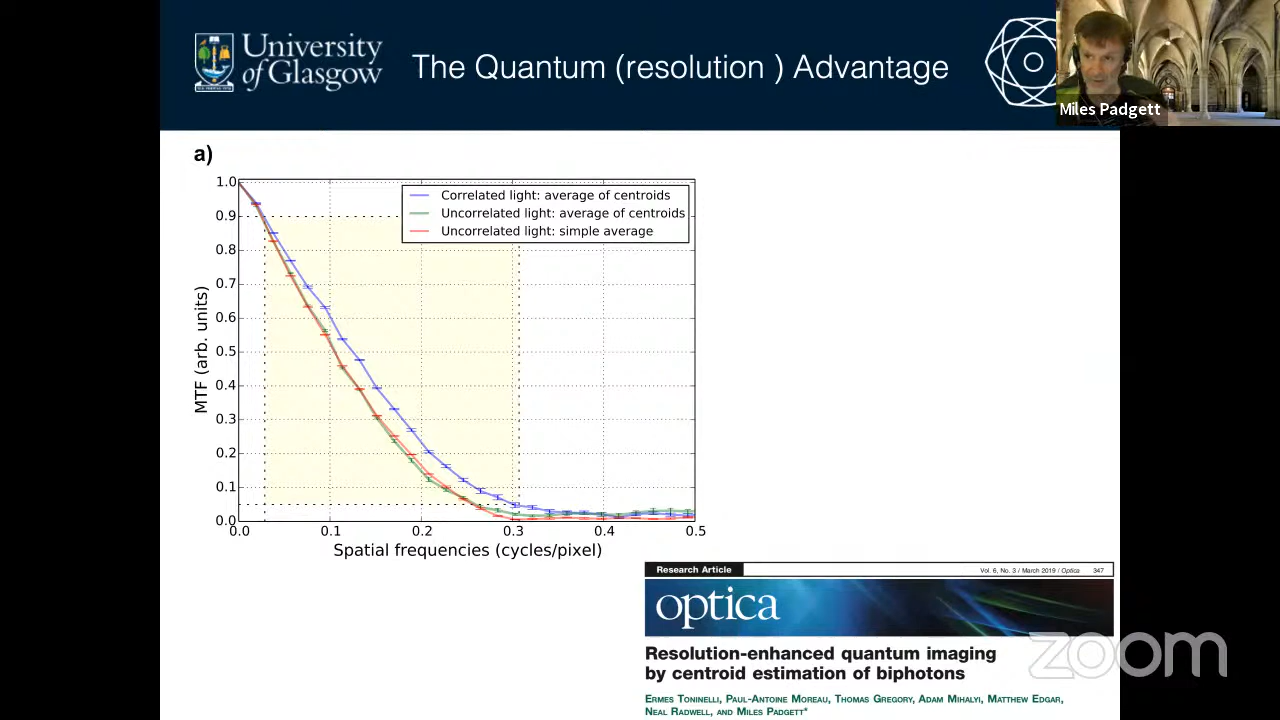 University
of Glasgow
The Quantum (resolution ) Advantage
Miles Padgett
a)
Correlated light: average of centroids
Uncorrelated light: average of centroids
Uncorrelated light: simple average
1.0
0.9
0.8
0.7
0.6
0.5
0.4
0.3
0.2
0.1
0.0
MTF (arb. units)
0.0 0.1 0.2 0.3 0.4 0.5
Spatial frequencies (cycles/pixel)
Research Article
Vol. 6, No. 3 / March 2019 / Optica 347
optica
Resolution-enhanced quantum imaging
by centroid estimation of biphotons
Ermes Toninelli, Paul-Antoine Moreau, Thomas Gregory, Adam Mihalyi, Matthew Edgar,
Neal Radwell, and Miles Padgett*
zoom